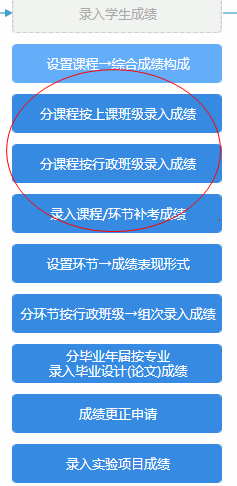 录入学生成绩
设置课程→综合成绩构成
分课程按上课班级录入成绩
分课程按行政班级录入成绩
录入课程/环节补考成绩
设置环节→成绩表现形式
分环节按行政班级→组次录入成绩
分毕业年届按专业
录入毕业设计(论文)成绩
成绩更正申请
录入实验项目成绩